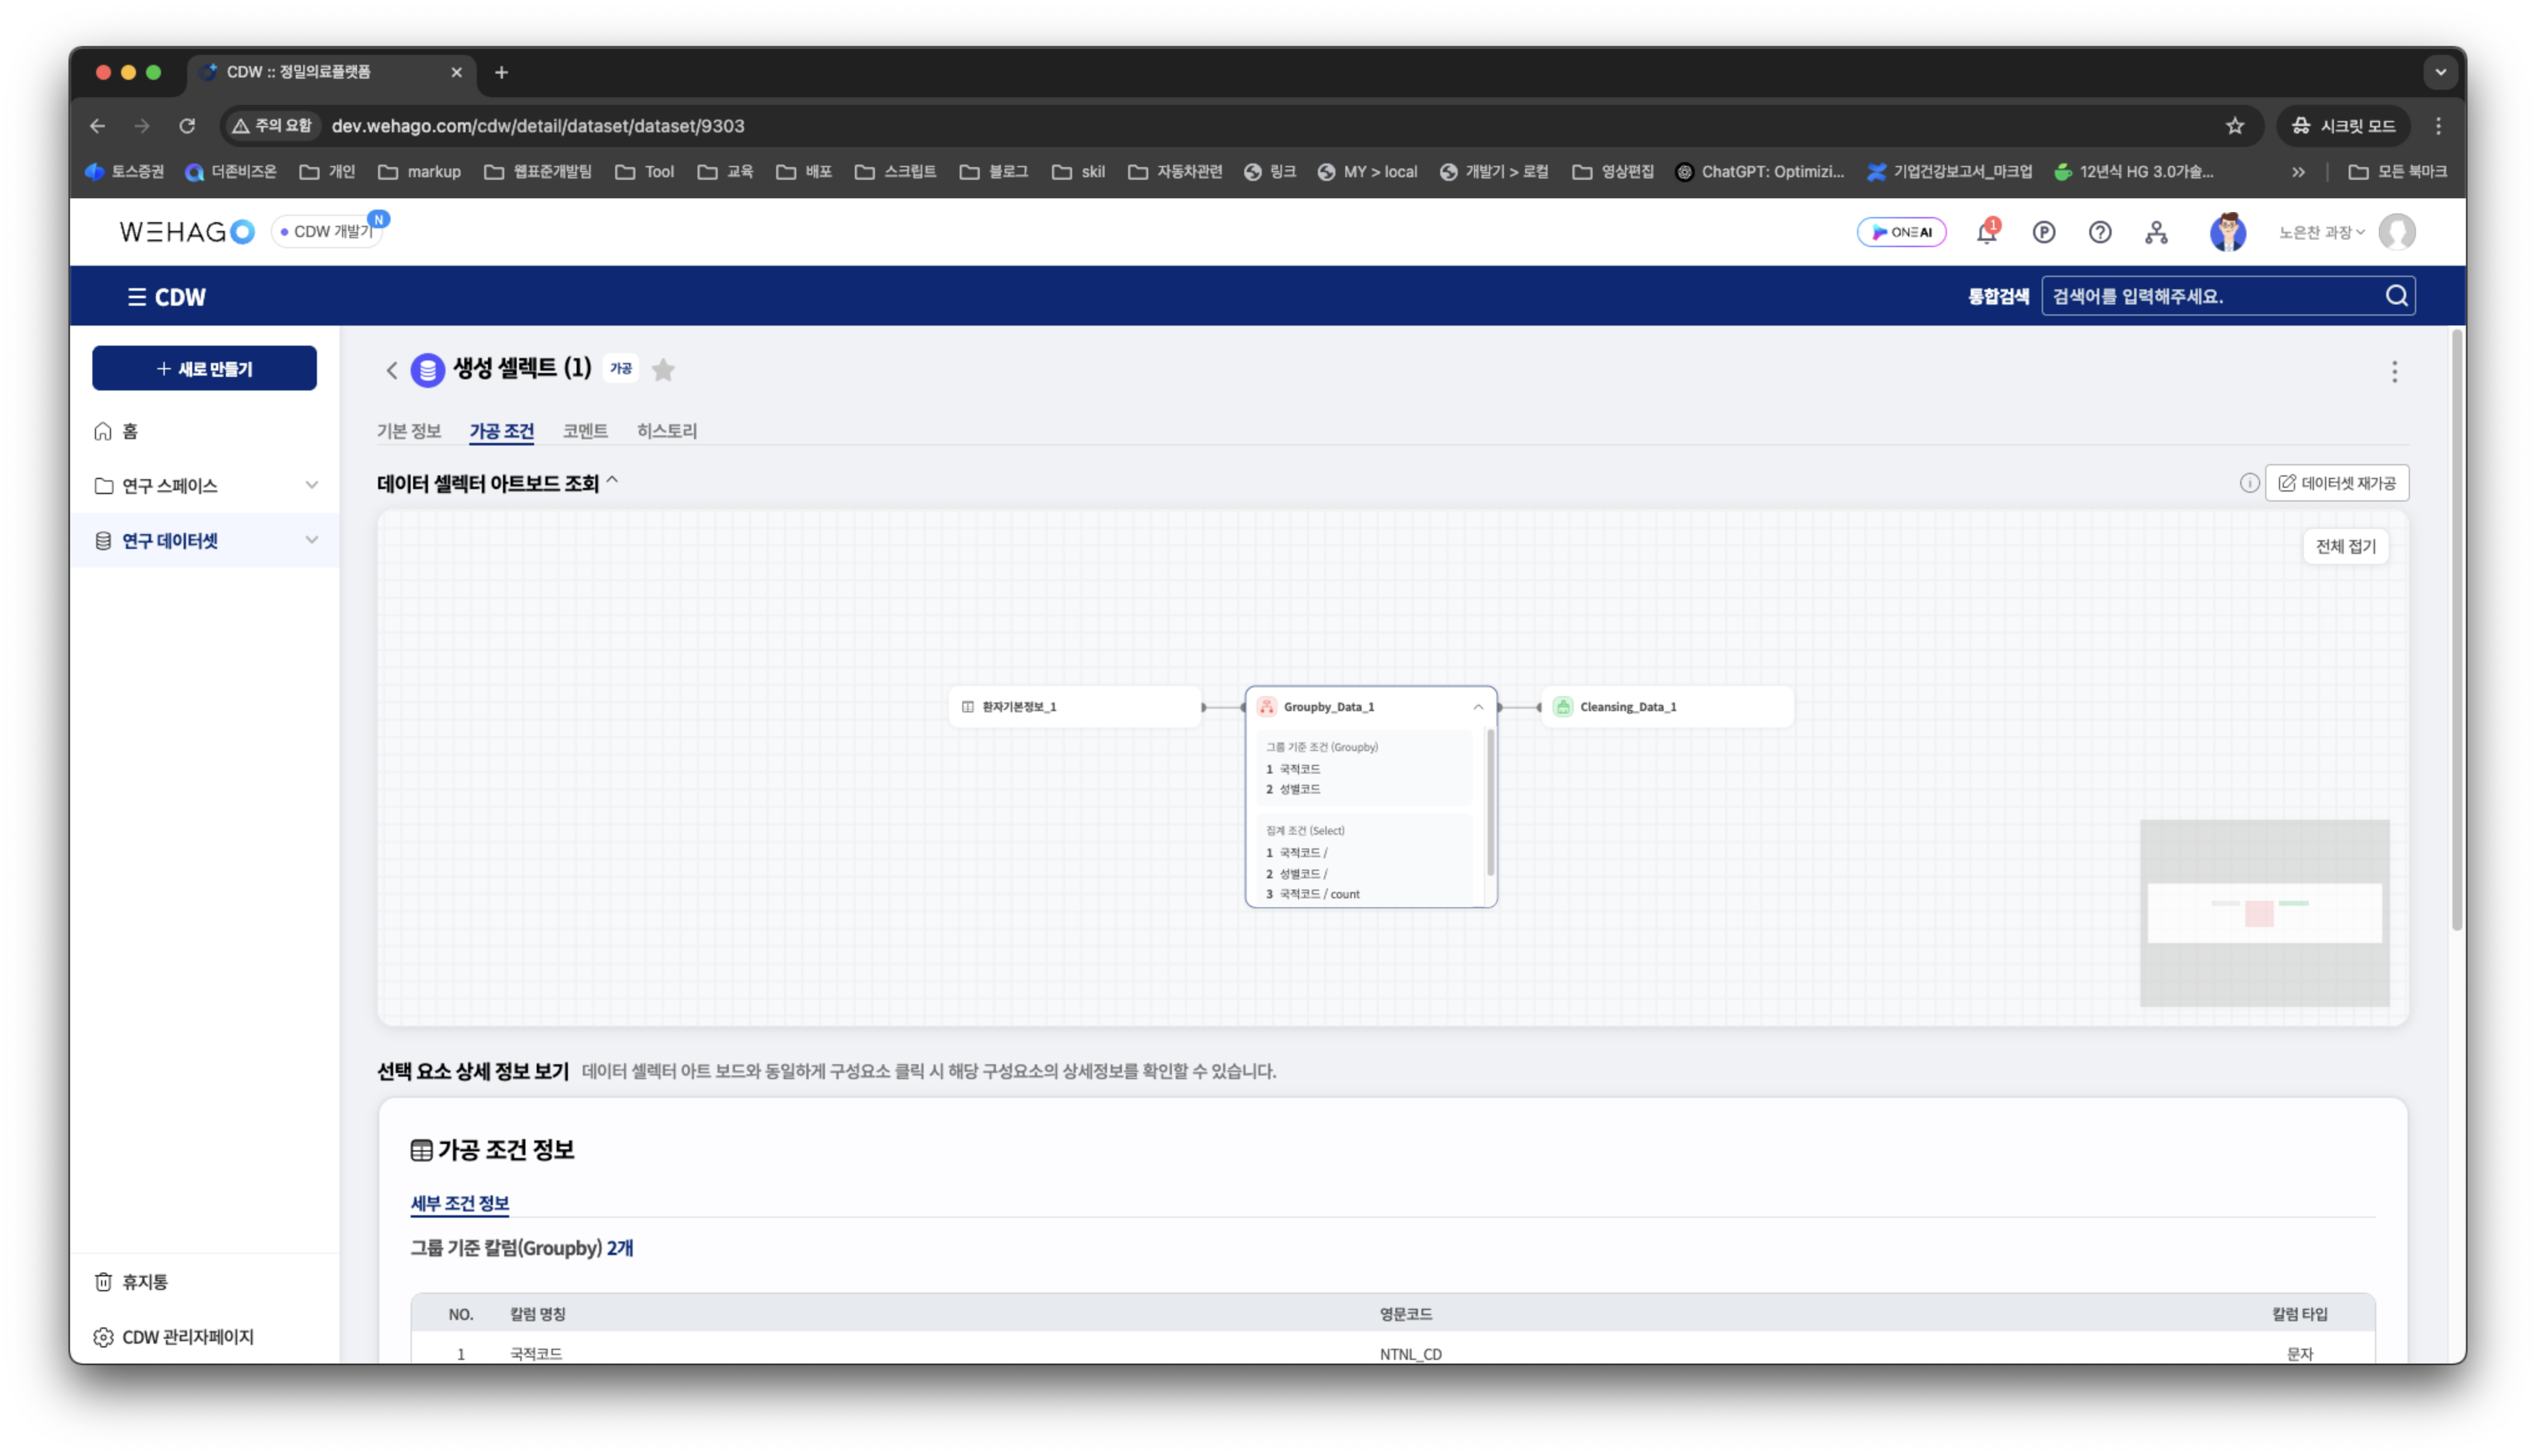 CDW :: 정밀의료플랫폼
주의 요함 dev.wehago.com/cdw/detail/dataset/dataset/9303 시크릿 모드
토스증권 더존비즈온 개인 markup 웹표준개발팀 Tool 교육 배포 스크립트 블로그 skil 자동차관련 링크 MY > local 개발기 > 로컬 영상편집 ChatGPT: Optimizi... 기업건강보고서_마크업 12년식 HG 3.0가솔... 모든 북마크
WEHAGO CDW 개발기 N ONE AI 1 노은찬 과장
CDW 통합검색 검색어를 입력해주세요.
+ 새로 만들기
홈
연구 스페이스
연구 데이터셋
휴지통
CDW 관리자페이지
생성 셀렉트 (1) 가공
기본 정보 가공 조건 코멘트 히스토리
데이터 셀렉터 아트보드 조회 데이터셋 재가공
전체 접기
환자기본정보_1 Groupby_Data_1 Cleansing_Data_1
그룹 기준 조건 (Groupby)
1 국적코드
2 성별코드
집계 조건 (Select)
1 국적코드 /
2 성별코드 /
3 국적코드 / count
선택 요소 상세 정보 보기 데이터 셀렉터 아트 보드와 동일하게 구성요소 클릭 시 해당 구성요소의 상세정보를 확인할 수 있습니다.
가공 조건 정보
세부 조건 정보
그룹 기준 칼럼(Groupby) 2개
NO. 칼럼 명칭 영문코드 칼럼 타입
1 국적코드 NTNL_CD 문자